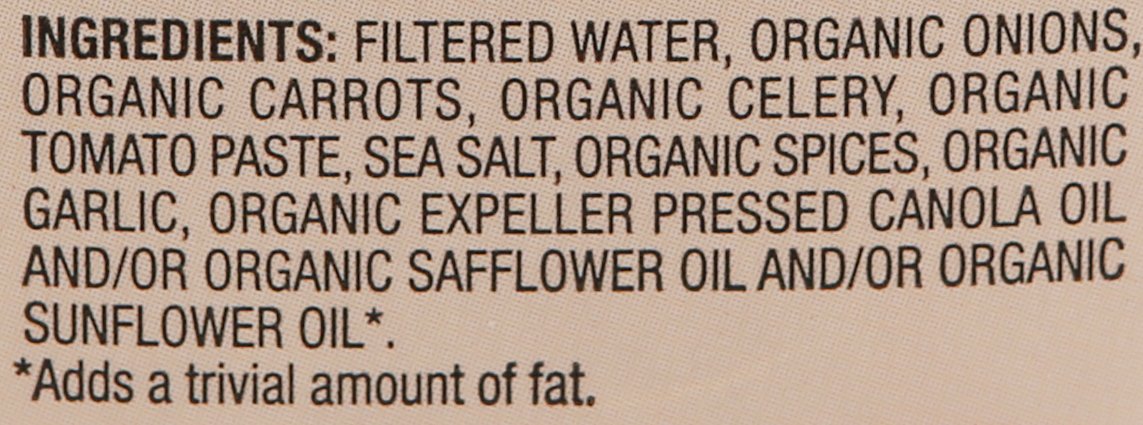 INGREDIENTS: FILTERED WATER, ORGANIC ONIONS,
ORGANIC CARROTS, ORGANIC CELERY, ORGANIC
TOMATO PASTE, SEA SALT, ORGANIC SPICES, ORGANIC
GARLIC, ORGANIC EXPELLER PRESSED CANOLA OIL
AND/OR ORGANIC SAFFLOWER OIL AND/OR ORGANIC
SUNFLOWER OIL*.
*Adds a trivial amount of fat.